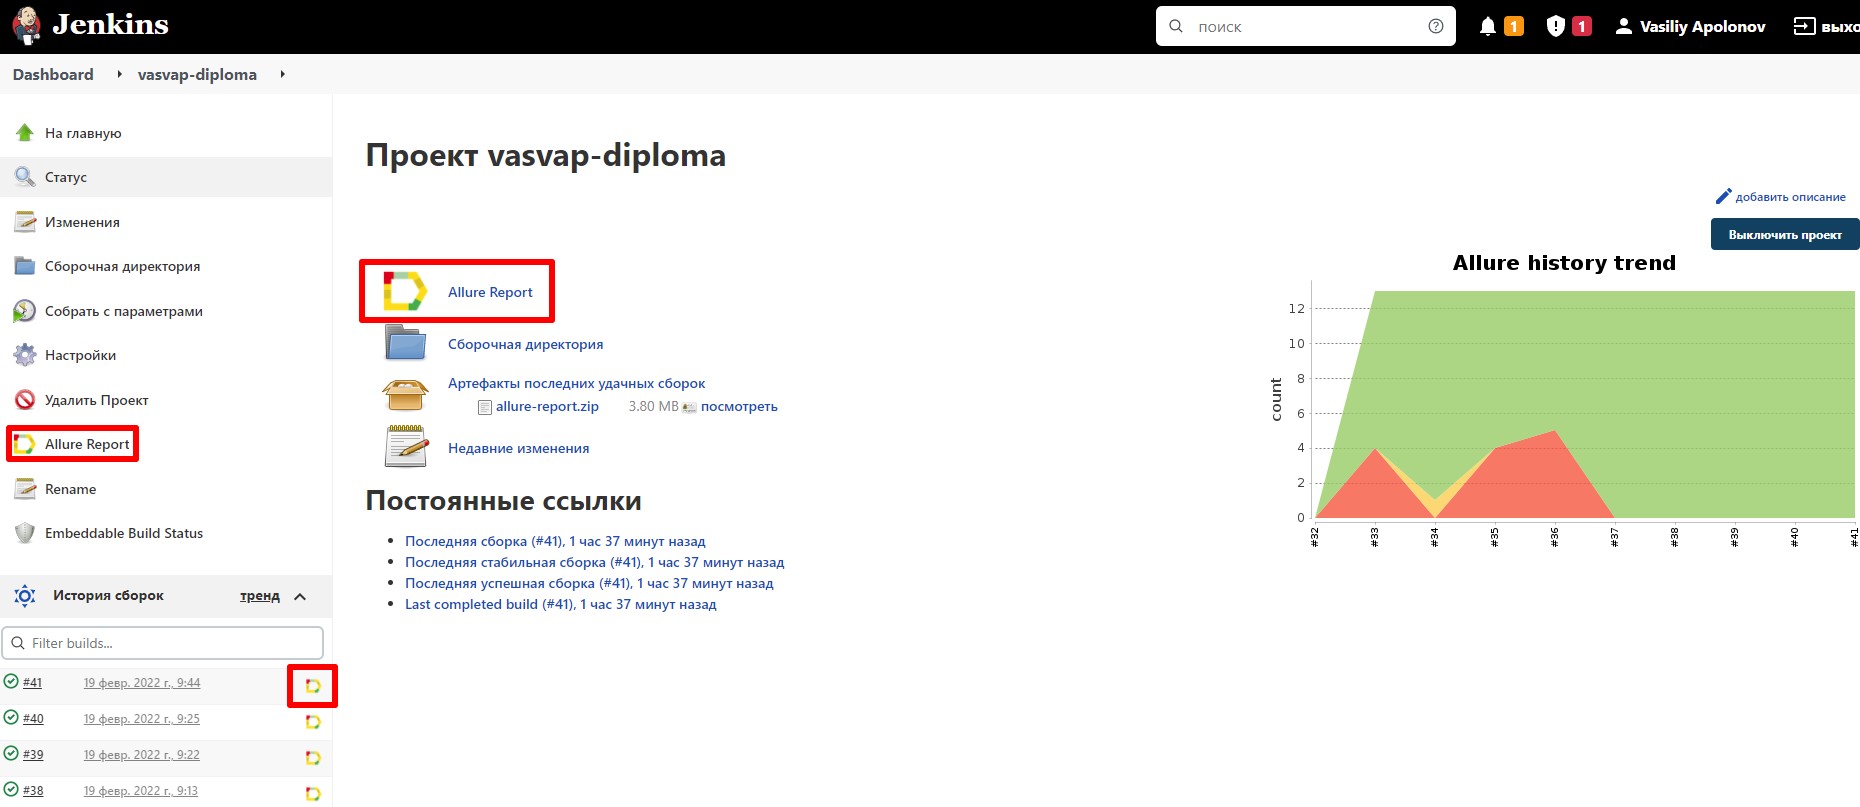 Jenkins
поиск
1
1
Vasiliy Apolonov
выхо
Dashboard
vasvap-diploma
На главную
Статус
Изменения
Сборочная директория
Собрать с параметрами
Настройки
Удалить Проект
Allure Report
Rename
Embeddable Build Status
История сборок
тренд
Filter builds...
#41 19 февр. 2022 г., 9:44
#40 19 февр. 2022 г., 9:25
#39 19 февр. 2022 г., 9:22
#38 19 февр. 2022 г., 9:13
Проект vasvap-diploma
добавить описание
Выключить проект
Allure Report
Сборочная директория
Артефакты последних удачных сборок
allure-report.zip 3.80 MB посмотреть
Недавние изменения
Постоянные ссылки
Последняя сборка (#41), 1 час 37 минут назад
Последняя стабильная сборка (#41), 1 час 37 минут назад
Последняя успешная сборка (#41), 1 час 37 минут назад
Last completed build (#41), 1 час 37 минут назад
Allure history trend
count
12
10
8
6
4
2
0
#32
#33
#34
#35
#36
#37
#38
#39
#40
#41